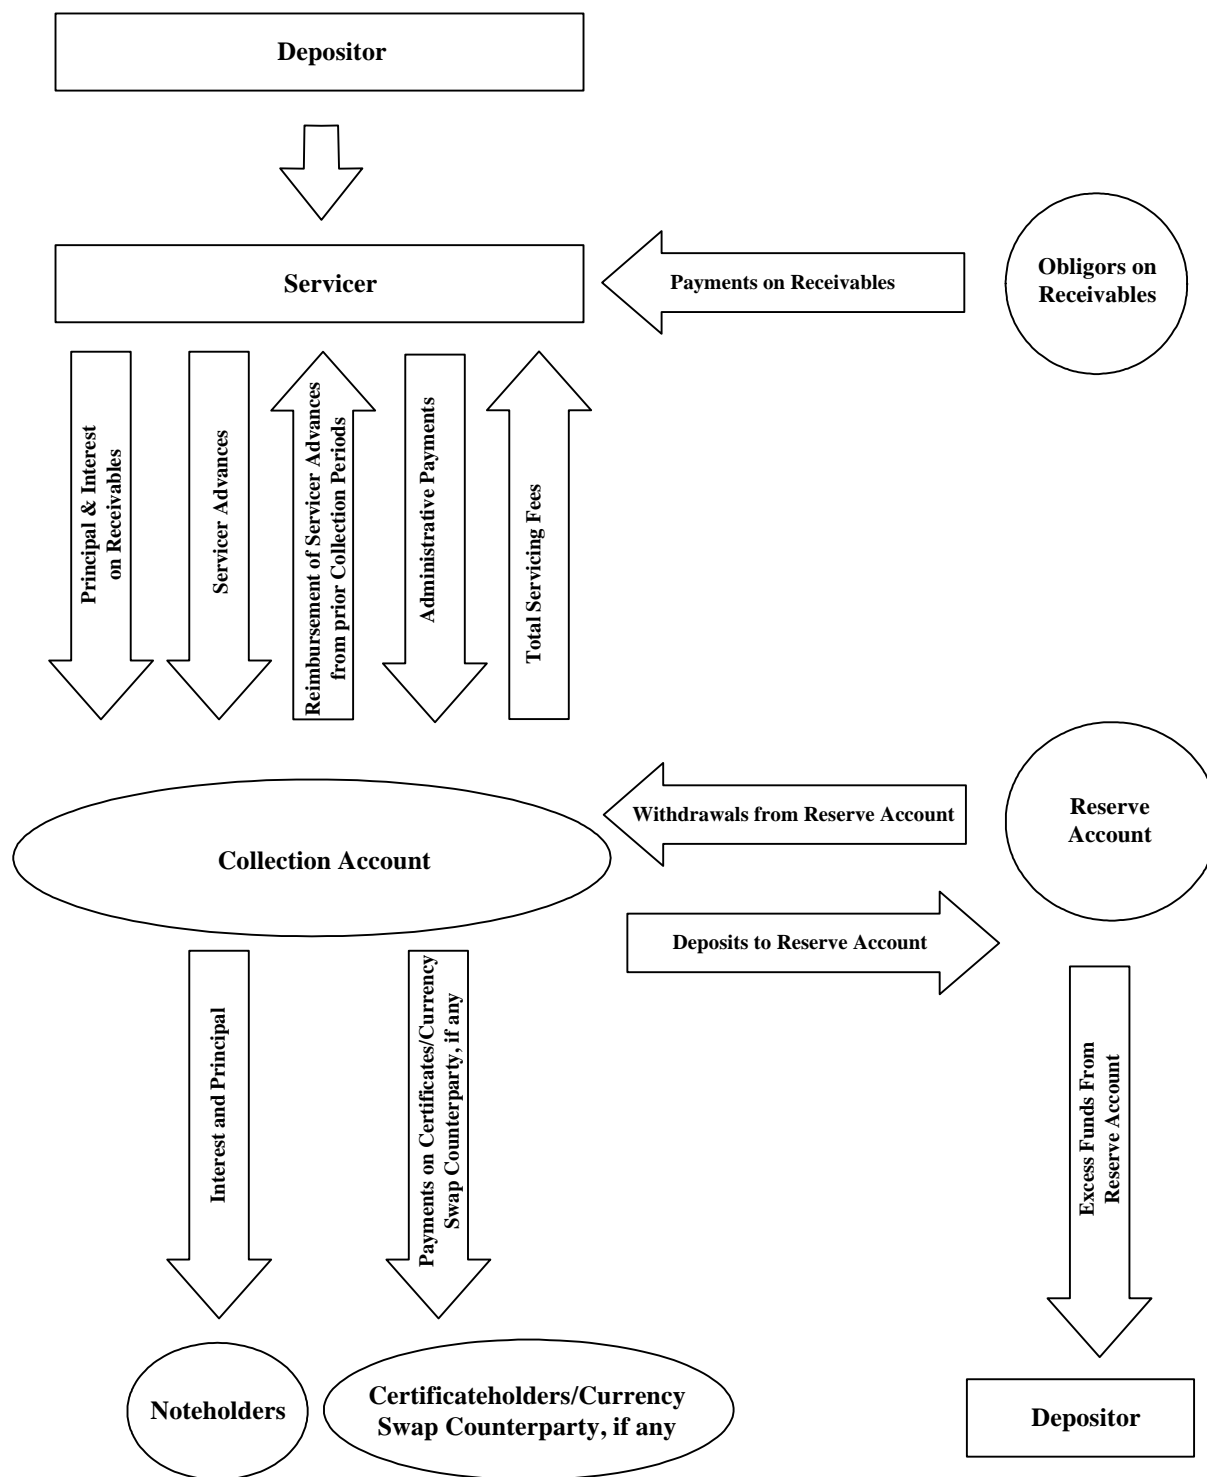 Depositor
Servicer
Payments on Receivables
Obligors on
Receivables
Principal & Interest
on Receivables
Servicer Advances
Reimbursement of Servicer Advances
from prior Collection Periods
Administrative Payments
Total Servicing Fees
Collection Account
Withdrawals from Reserve Account
Reserve
Account
Deposits to Reserve Account
Interest and Principal
Payments on Certificates/Currency
Swap Counterparty, if any
Excess Funds From
Reserve Account
Noteholders
Certificateholders/Currency
Swap Counterparty, if any
Depositor